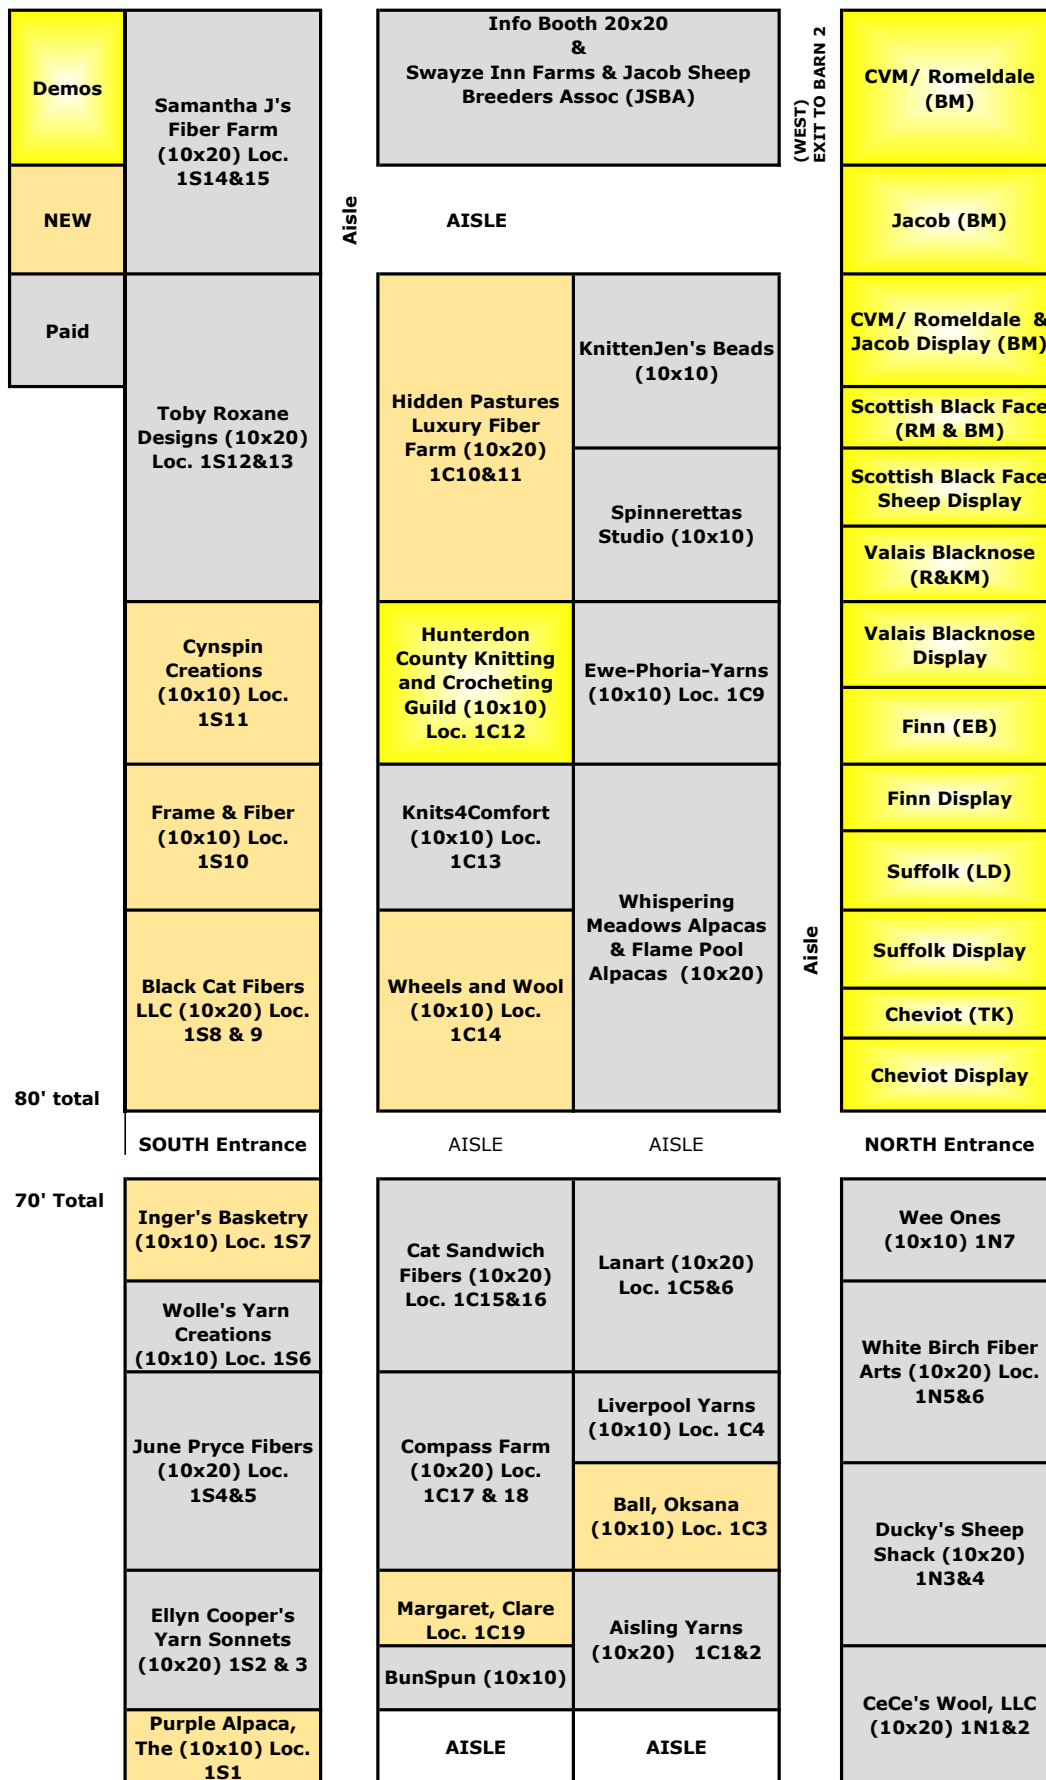 Demos
NEW
Paid
80' total
70' Total
Samantha J's
Fiber Farm
(10x20) Loc.
1S14&15
Toby Roxane
Designs (10x20)
Loc. 1S12&13
Cynspin
Creations
(10x10) Loc.
1S11
Frame & Fiber
(10x10) Loc.
1S10
Black Cat Fibers
LLC (10x20) Loc.
1S8 & 9
SOUTH Entrance
Inger's Basketry
(10x10) Loc. 1S7
Wolle's Yarn
Creations
(10x10) Loc. 1S6
June Pryce Fibers
(10x20) Loc.
1S4&5
Ellyn Cooper's
Yarn Sonnets
(10x20) 1S2 & 3
Purple Alpaca,
The (10x10) Loc.
1S1
Aisle
Info Booth 20x20
&
Swayze Inn Farms & Jacob Sheep
Breeders Assoc (JSBA)
AISLE
Hidden Pastures
Luxury Fiber
Farm (10x20)
1C10&11
Hunterdon
County Knitting
and Crocheting
Guild (10x10)
Loc. 1C12
Knits4Comfort
(10x10) Loc.
1C13
Wheels and Wool
(10x10) Loc.
1C14
AISLE
Cat Sandwich
Fibers (10x20)
Loc. 1C15&16
Compass Farm
(10x20) Loc.
1C17 & 18
Margaret, Clare
Loc. 1C19
BunSpun (10x10)
AISLE
KnittenJen's Beads
(10x10)
Spinnerettas
Studio (10x10)
Ewe-Phoria-Yarns
(10x10) Loc. 1C9
Whispering
Meadows Alpacas
& Flame Pool
Alpacas (10x20)
AISLE
Lanart (10x20)
Loc. 1C5&6
Liverpool Yarns
(10x10) Loc. 1C4
Ball, Oksana
(10x10) Loc. 1C3
Aisling Yarns
(10x20) 1C1&2
AISLE
(WEST)
EXIT TO BARN 2
Aisle
CVM/ Romeldale
(BM)
Jacob (BM)
CVM/ Romeldale &
Jacob Display (BM)
Scottish Black Face
(RM & BM)
Scottish Black Face
Sheep Display
Valais Blacknose
(R&KM)
Valais Blacknose
Display
Finn (EB)
Finn Display
Suffolk (LD)
Suffolk Display
Cheviot (TK)
Cheviot Display
NORTH Entrance
Wee Ones
(10x10) 1N7
White Birch Fiber
Arts (10x20) Loc.
1N5&6
Ducky's Sheep
Shack (10x20)
1N3&4
CeCe's Wool, LLC
(10x20) 1N1&2